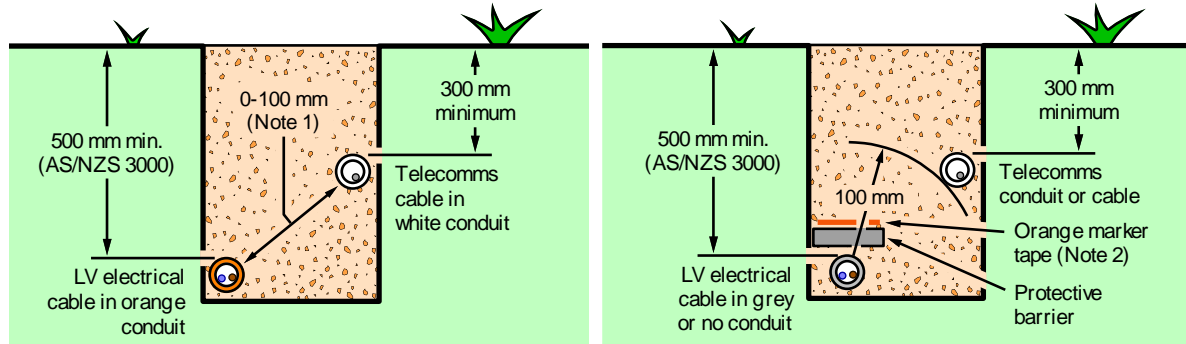 500 mm min.
(AS/NZS 3000)
0-100 mm
(Note 1)
300 mm
minimum
Telecomms
cable in
white conduit
LV electrical
cable in orange
conduit
500 mm min.
(AS/NZS 3000)
300 mm
minimum
100 mm
Telecomms
conduit or cable
Orange marker
tape (Note 2)
Protective
barrier
LV electrical
cable in grey
or no conduit